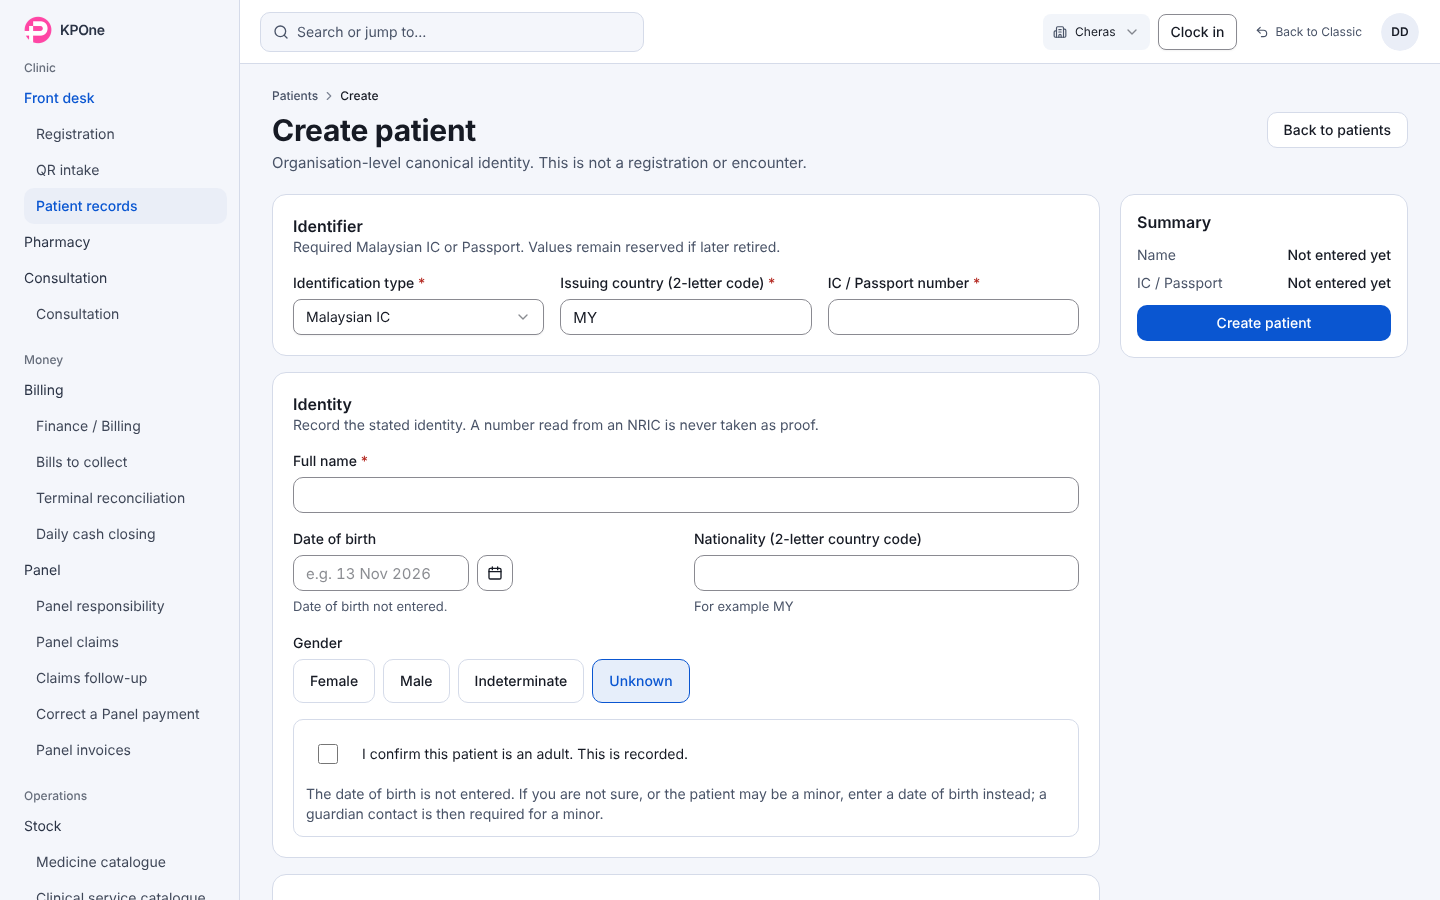 KPOne
Search or jump to...
Cheras
Clock in
Back to Classic
DD
Clinic
Front desk
Registration
QR intake
Patient records
Pharmacy
Consultation
Consultation
Money
Billing
Finance / Billing
Bills to collect
Terminal reconciliation
Daily cash closing
Panel
Panel responsibility
Panel claims
Claims follow-up
Correct a Panel payment
Panel invoices
Operations
Stock
Medicine catalogue
Clinical service catalogue
Patients > Create
Create patient
Organisation-level canonical identity. This is not a registration or encounter.
Back to patients
Identifier
Required Malaysian IC or Passport. Values remain reserved if later retired.
Identification type *
Malaysian IC
Issuing country (2-letter code) *
MY
IC / Passport number *
Identity
Record the stated identity. A number read from an NRIC is never taken as proof.
Full name *
Date of birth
e.g. 13 Nov 2026
Date of birth not entered.
Nationality (2-letter country code)
For example MY
Gender
Female
Male
Indeterminate
Unknown
I confirm this patient is an adult. This is recorded.
The date of birth is not entered. If you are not sure, or the patient may be a minor, enter a date of birth instead; a
guardian contact is then required for a minor.
Summary
Name Not entered yet
IC / Passport Not entered yet
Create patient